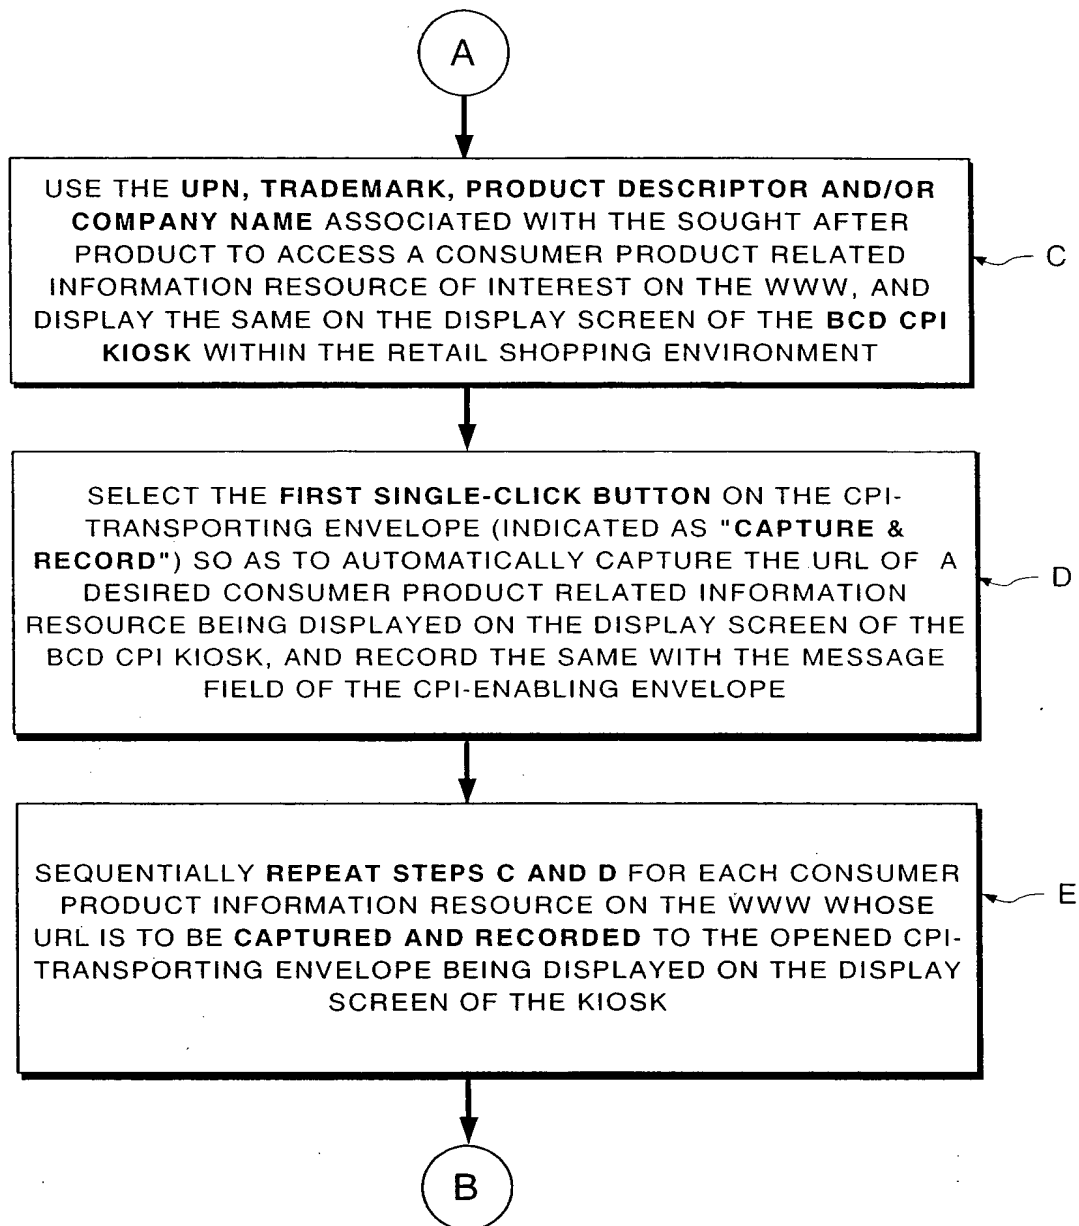 A
USE THE UPN, TRADEMARK, PRODUCT DESCRIPTOR AND/OR
COMPANY NAME ASSOCIATED WITH THE SOUGHT AFTER
PRODUCT TO ACCESS A CONSUMER PRODUCT RELATED
INFORMATION RESOURCE OF INTEREST ON THE WWW, AND
DISPLAY THE SAME ON THE DISPLAY SCREEN OF THE BCD CPI
KIOSK WITHIN THE RETAIL SHOPPING ENVIRONMENT
C
SELECT THE FIRST SINGLE-CLICK BUTTON ON THE CPI-
TRANSPORTING ENVELOPE (INDICATED AS "CAPTURE &
RECORD") SO AS TO AUTOMATICALLY CAPTURE THE URL OF A
DESIRED CONSUMER PRODUCT RELATED INFORMATION
RESOURCE BEING DISPLAYED ON THE DISPLAY SCREEN OF THE
BCD CPI KIOSK, AND RECORD THE SAME WITH THE MESSAGE
FIELD OF THE CPI-ENABLING ENVELOPE
D
SEQUENTIALLY REPEAT STEPS C AND D FOR EACH CONSUMER
PRODUCT INFORMATION RESOURCE ON THE WWW WHOSE
URL IS TO BE CAPTURED AND RECORDED TO THE OPENED CPI-
TRANSPORTING ENVELOPE BEING DISPLAYED ON THE DISPLAY
SCREEN OF THE KIOSK
E
B